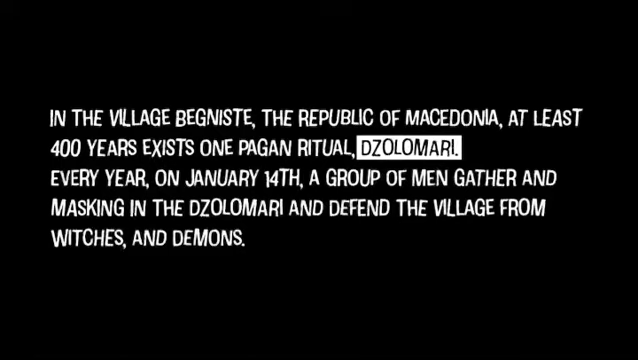 IN THE VILLAGE BEGNISTE, THE REPUBLIC OF MACEDONIA, AT LEAST
400 YEARS EXISTS ONE PAGAN RITUAL, DZOLOMARI.
EVERY YEAR, ON JANUARY 14TH, A GROUP OF MEN GATHER AND
MASKING IN THE DZOLOMARI AND DEFEND THE VILLAGE FROM
WITCHES, AND DEMONS.